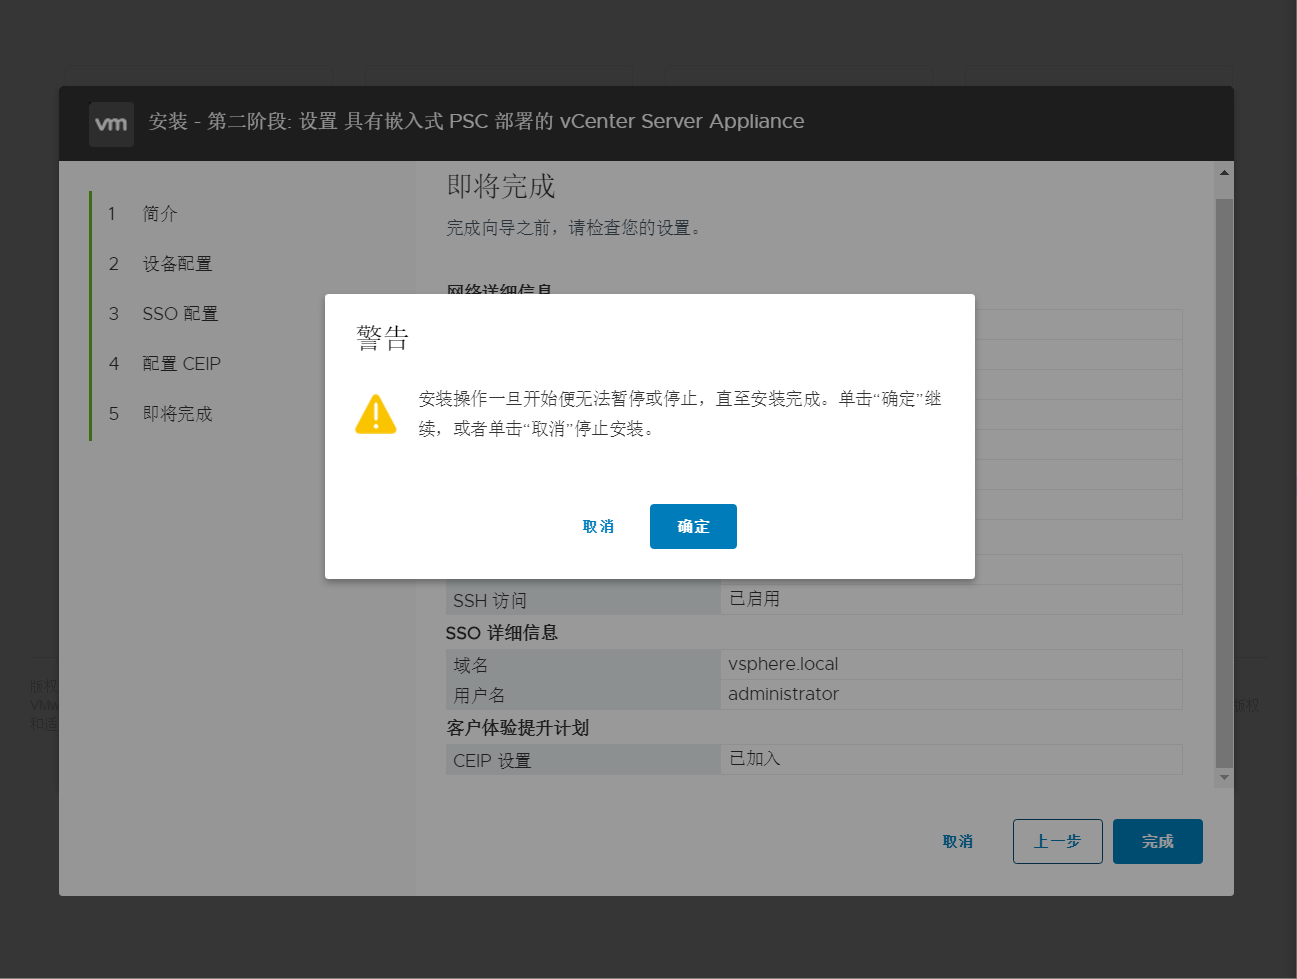 vm
安装 - 第二阶段: 设置 具有嵌入式 PSC 部署的 vCenter Server Appliance
1 简介
2 设备配置
3 SSO 配置
4 配置 CEIP
5 即将完成
即将完成
完成向导之前，请检查您的设置。
网络详细信息
警告
安装操作一旦开始便无法暂停或停止，直至安装完成。单击“确定”继
续，或者单击“取消”停止安装。
取消
确定
SSH 访问 已启用
SSO 详细信息
域名 vsphere.local
用户名 administrator
客户体验提升计划
CEIP 设置 已加入
取消
上一步
完成
版权
VMw
和适
版权